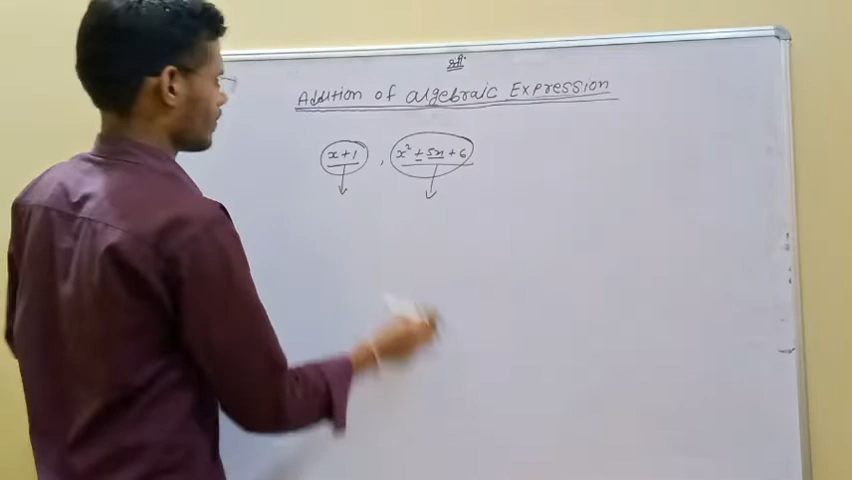 श्री
Addition of algebraic Expression
x+1 , x² + 5x + 6